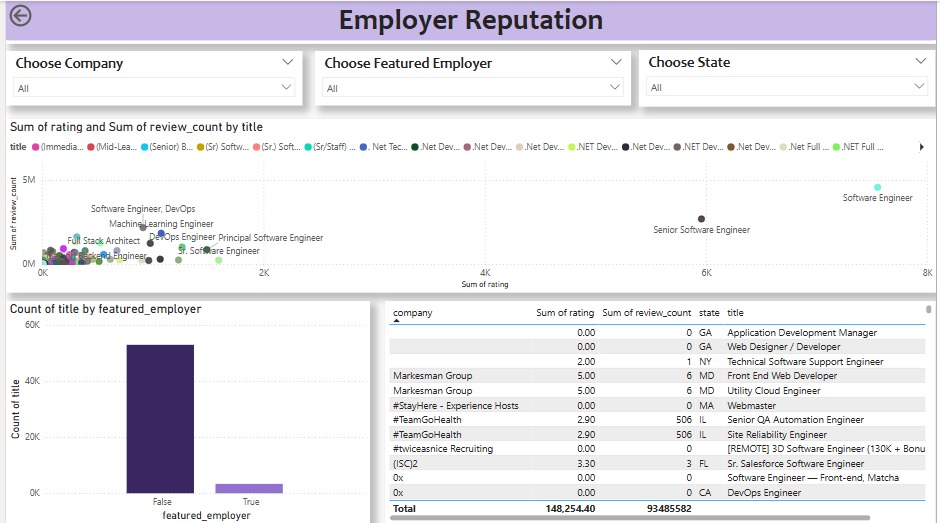 Employer Reputation
Choose Company
All
Choose Featured Employer
All
Choose State
All
Sum of rating and Sum of review_count by title
title (Immedia... (Mid-Lea... (Senior) B... (Sr) Softw... (Sr.) Soft... (Sr/Staff) ... . Net Tec... .Net Dev... .Net Dev... .Net Dev... .NET Dev... .Net Dev... .NET Dev... .Net Dev... .Net Full ... .NET Full ...
Sum of review_count
5M
0M
Software Engineer, DevOps
Machine Learning Engineer
Full Stack Architect
DevOps Engineer
Principal Software Engineer
Backend Engineer
Sr. Software Engineer
Senior Software Engineer
Software Engineer
0K 2K 4K 6K 8K
Sum of rating
Count of title by featured_employer
Count of title
60K
40K
20K
0K
False True
featured_employer
company Sum of rating Sum of review_count state title
0.00 0 GA Application Development Manager
0.00 0 GA Web Designer / Developer
2.00 1 NY Technical Software Support Engineer
Markesman Group 5.00 6 MD Front End Web Developer
Markesman Group 5.00 6 MD Utility Cloud Engineer
#StayHere - Experience Hosts 0.00 0 MA Webmaster
#TeamGoHealth 2.90 506 IL Senior QA Automation Engineer
#TeamGoHealth 2.90 506 IL Site Reliability Engineer
#twiceasnice Recruiting 0.00 0 [REMOTE] 3D Software Engineer (130K + Bonu
(ISC)2 3.30 3 FL Sr. Salesforce Software Engineer
0x 0.00 0 Software Engineer — Front-end, Matcha
0x 0.00 0 CA DevOps Engineer
Total 148,254.40 93485582